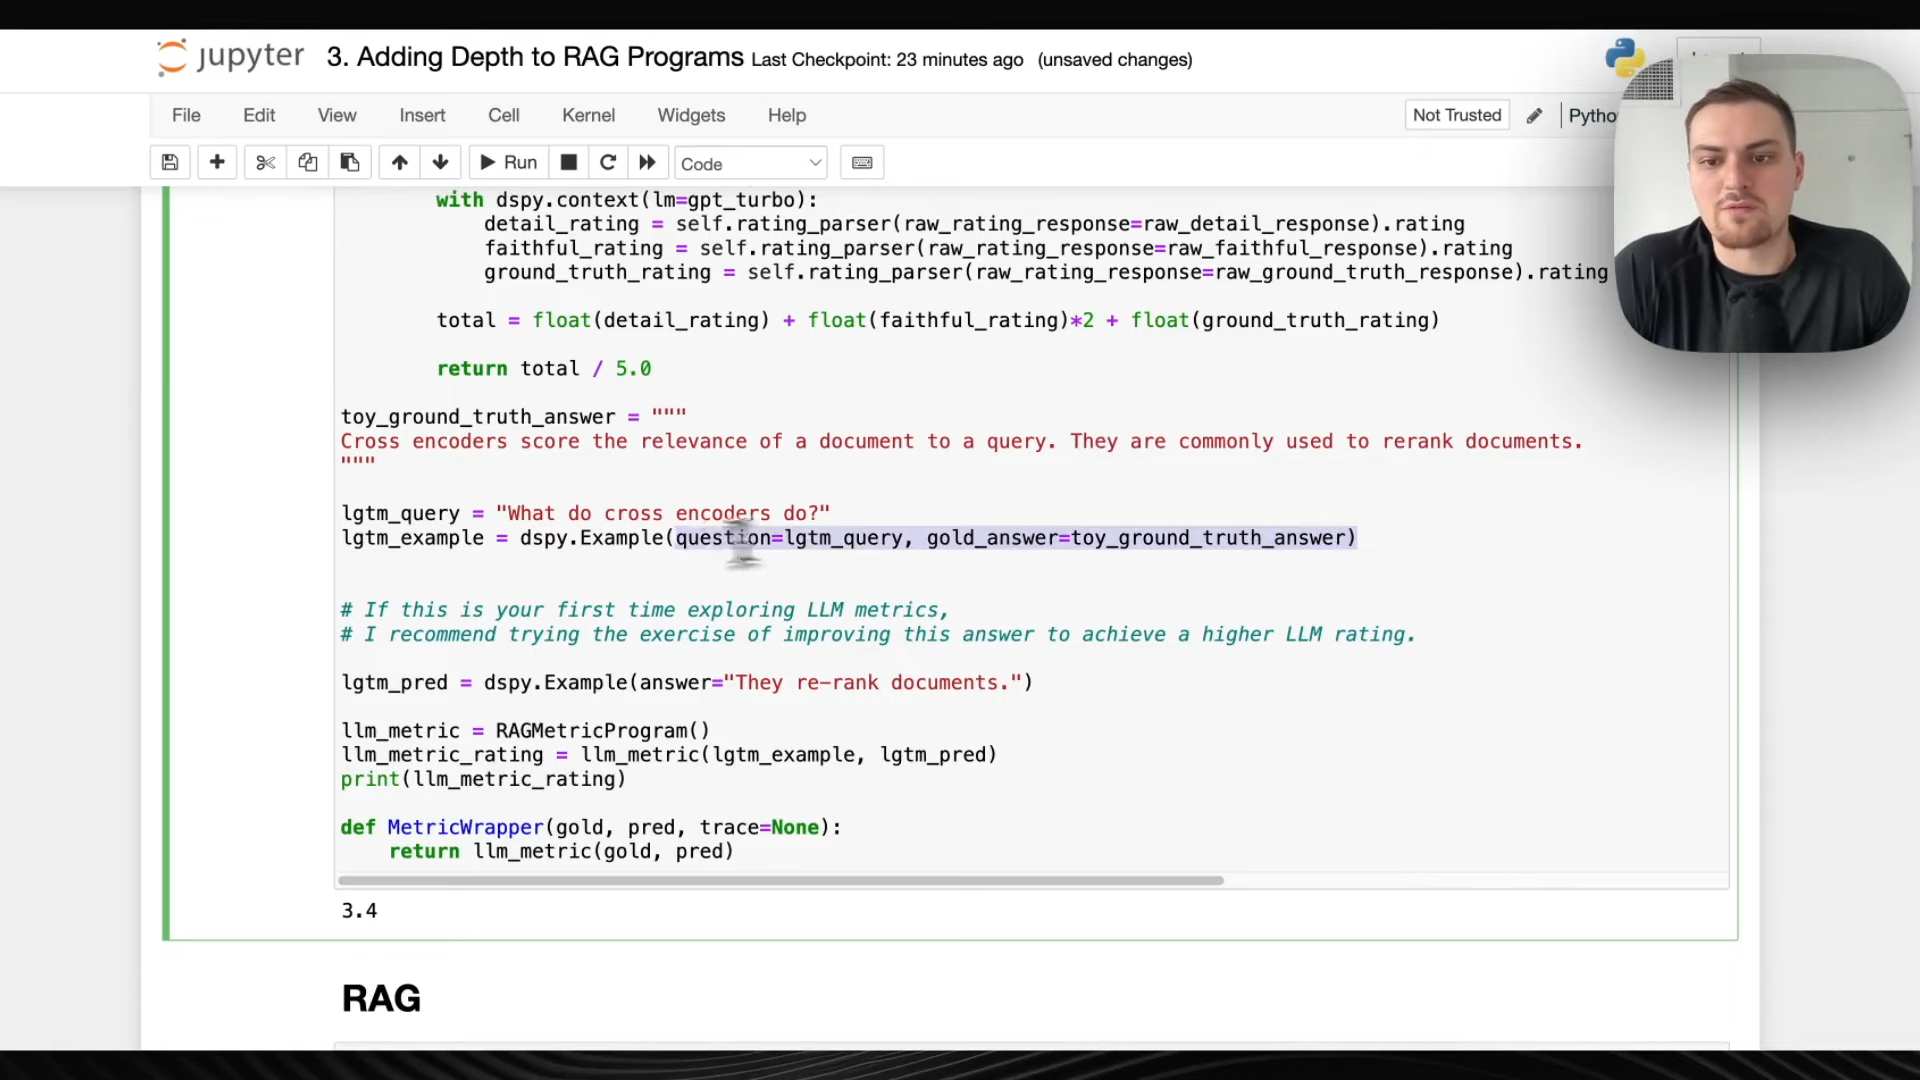 jupyter 3. Adding Depth to RAG Programs Last Checkpoint: 23 minutes ago (unsaved changes)
File Edit View Insert Cell Kernel Widgets Help Not Trusted
Run Code
with dspy.context(lm=gpt_turbo):
detail_rating = self.rating_parser(raw_rating_response=raw_detail_response).rating
faithful_rating = self.rating_parser(raw_rating_response=raw_faithful_response).rating
ground_truth_rating = self.rating_parser(raw_rating_response=raw_ground_truth_response).rating
total = float(detail_rating) + float(faithful_rating)*2 + float(ground_truth_rating)
return total / 5.0
toy_ground_truth_answer = """
Cross encoders score the relevance of a document to a query. They are commonly used to rerank documents.
"""
lgtm_query = "What do cross encoders do?"
lgtm_example = dspy.Example(question=lgtm_query, gold_answer=toy_ground_truth_answer)
# If this is your first time exploring LLM metrics,
# I recommend trying the exercise of improving this answer to achieve a higher LLM rating.
lgtm_pred = dspy.Example(answer="They re-rank documents.")
llm_metric = RAGMetricProgram()
llm_metric_rating = llm_metric(lgtm_example, lgtm_pred)
print(llm_metric_rating)
def MetricWrapper(gold, pred, trace=None):
return llm_metric(gold, pred)
3.4
RAG